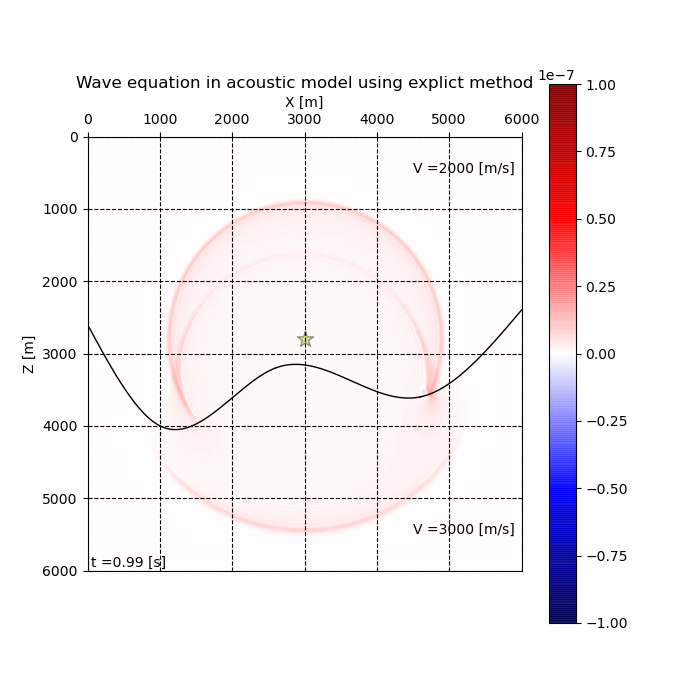 Wave equation in acoustic model using explict method
1e−7
X [m]
0 1000 2000 3000 4000 5000 6000
V =2000 [m/s]
Z [m]
0
1000
2000
3000
4000
5000
6000
V =3000 [m/s]
t =0.99 [s]
1.00
0.75
0.50
0.25
0.00
−0.25
−0.50
−0.75
−1.00